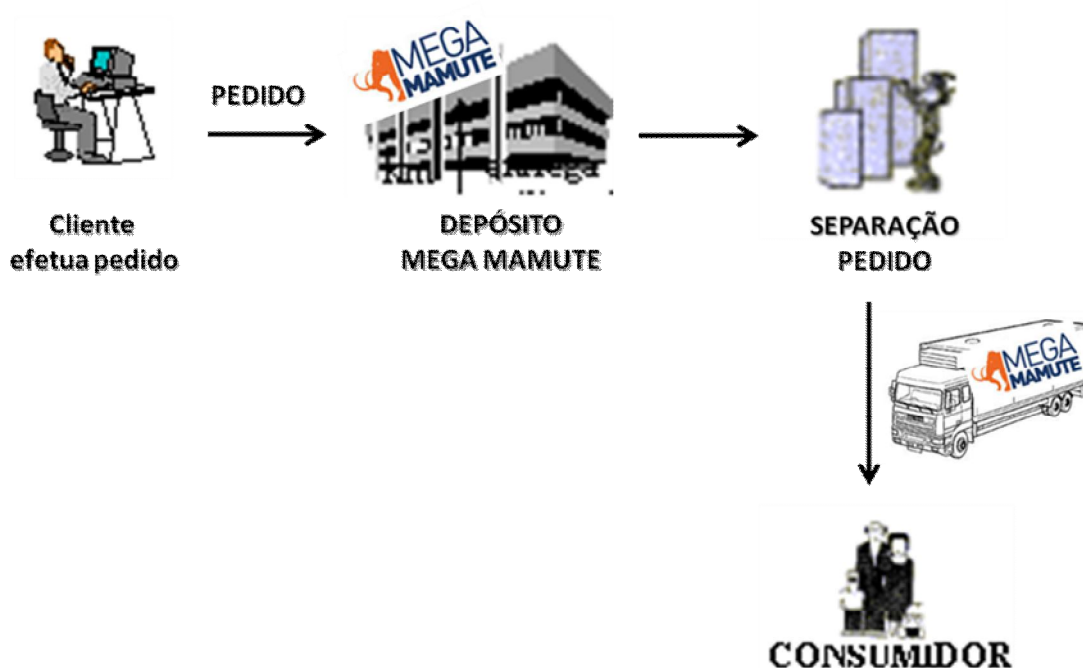 MEGA
MAMUTE
PEDIDO
Cliente
efetua pedido
DEPÓSITO
MEGA MAMUTE
SEPARAÇÃO
PEDIDO
MEGA
MAMUTE
CONSUMIDOR